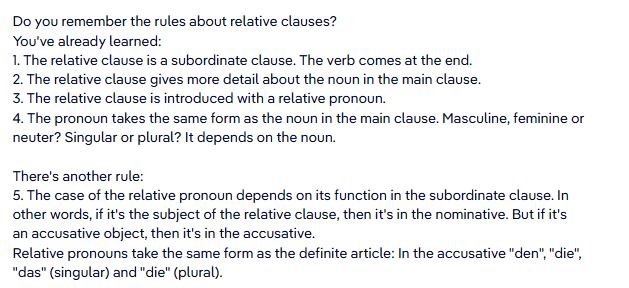 Do you remember the rules about relative clauses?
You've already learned:
1. The relative clause is a subordinate clause. The verb comes at the end.
2. The relative clause gives more detail about the noun in the main clause.
3. The relative clause is introduced with a relative pronoun.
4. The pronoun takes the same form as the noun in the main clause. Masculine, feminine or
neuter? Singular or plural? It depends on the noun.
There's another rule:
5. The case of the relative pronoun depends on its function in the subordinate clause. In
other words, if it's the subject of the relative clause, then it's in the nominative. But if it's
an accusative object, then it's in the accusative.
Relative pronouns take the same form as the definite article: In the accusative "den", "die",
"das" (singular) and "die" (plural).